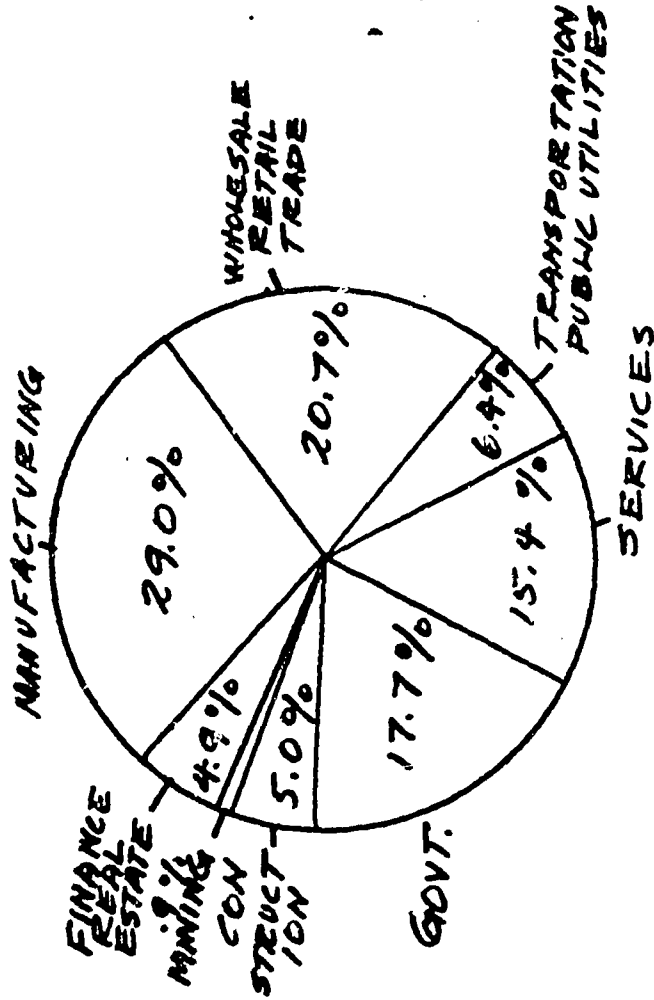 MANUFACTURING
29.0%
WHOLESALE
RETAIL
TRADE
20.7%
TRANSPORTATION
PUBLIC UTILITIES
6.4%
SERVICES
15.4%
GOVT.
17.7%
CON
STRUCT
ION
5.0%
.9%
MINING
FINANCE
REAL
ESTATE
4.9%